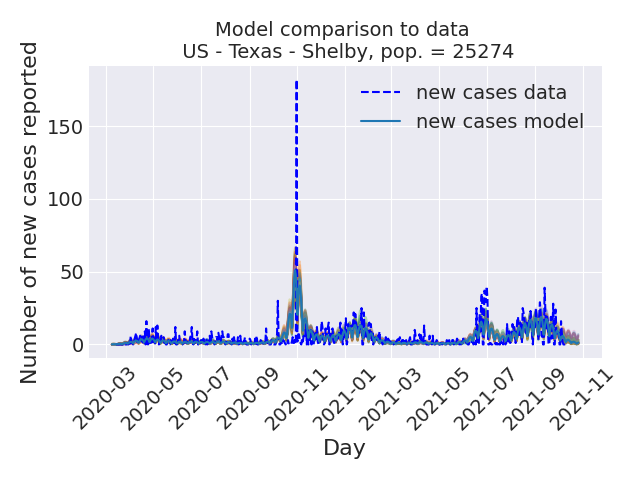 Model comparison to data
US - Texas - Shelby, pop. = 25274
new cases data
new cases model
Number of new cases reported
150
100
50
0
2020-03
2020-05
2020-07
2020-09
2020-11
2021-01
2021-03
2021-05
2021-07
2021-09
2021-11
Day